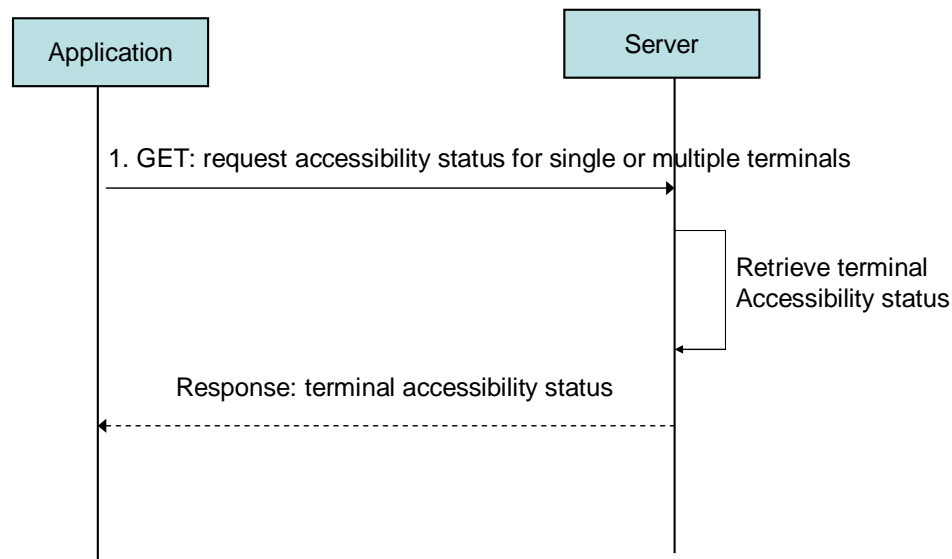 Application
Server
1. GET: request accessibility status for single or multiple terminals
Retrieve terminal
Accessibility status
Response: terminal accessibility status